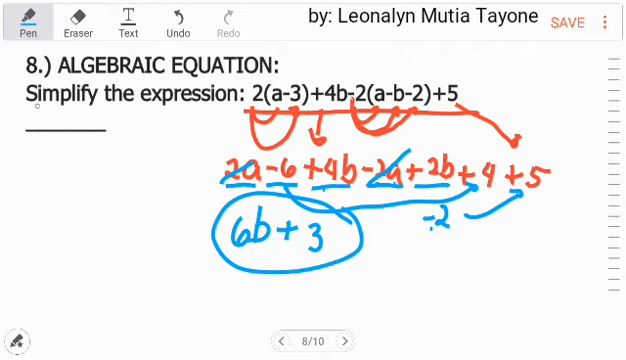 by: Leonalyn Mutia Tayone
Pen Eraser Text Undo Redo SAVE
8.) ALGEBRAIC EQUATION:
Simplify the expression: 2(a-3)+4b-2(a-b-2)+5
2a - 6 + 4b - 2a + 2b + 4 + 5
-2
6b + 3
8/10